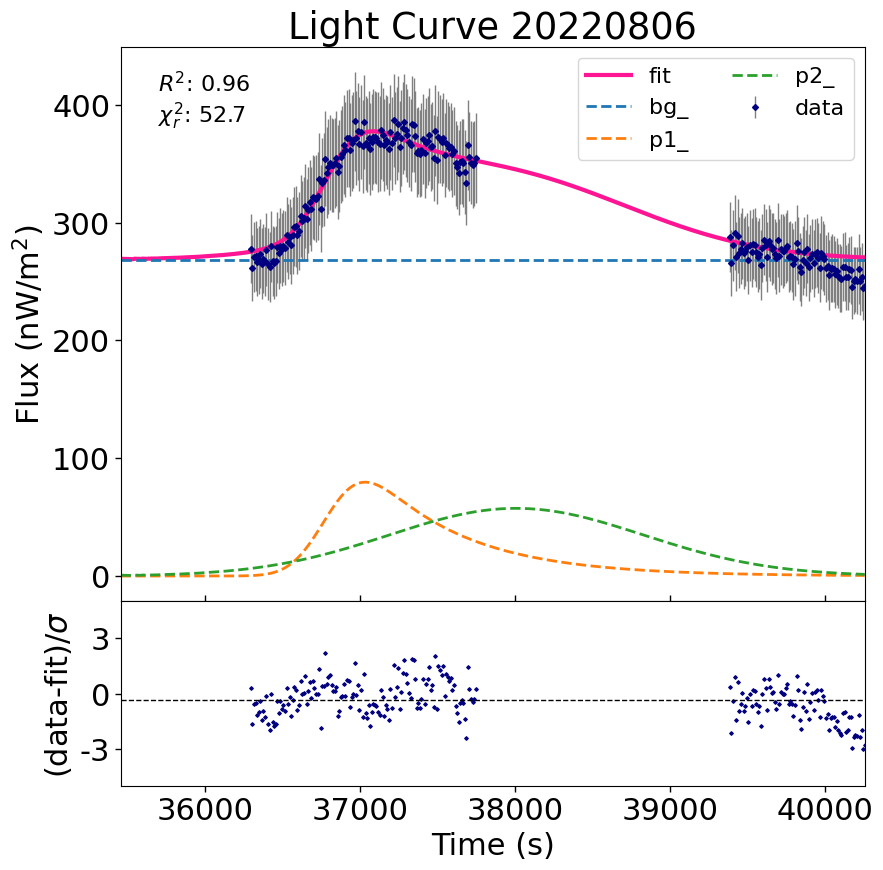 Light Curve 20220806
R²: 0.96
χ²ᵣ: 52.7
fit
bg_
p1_
p2_
data
Flux (nW/m²)
400
300
200
100
0
(data-fit)/σ
3
0
-3
36000 37000 38000 39000 40000
Time (s)